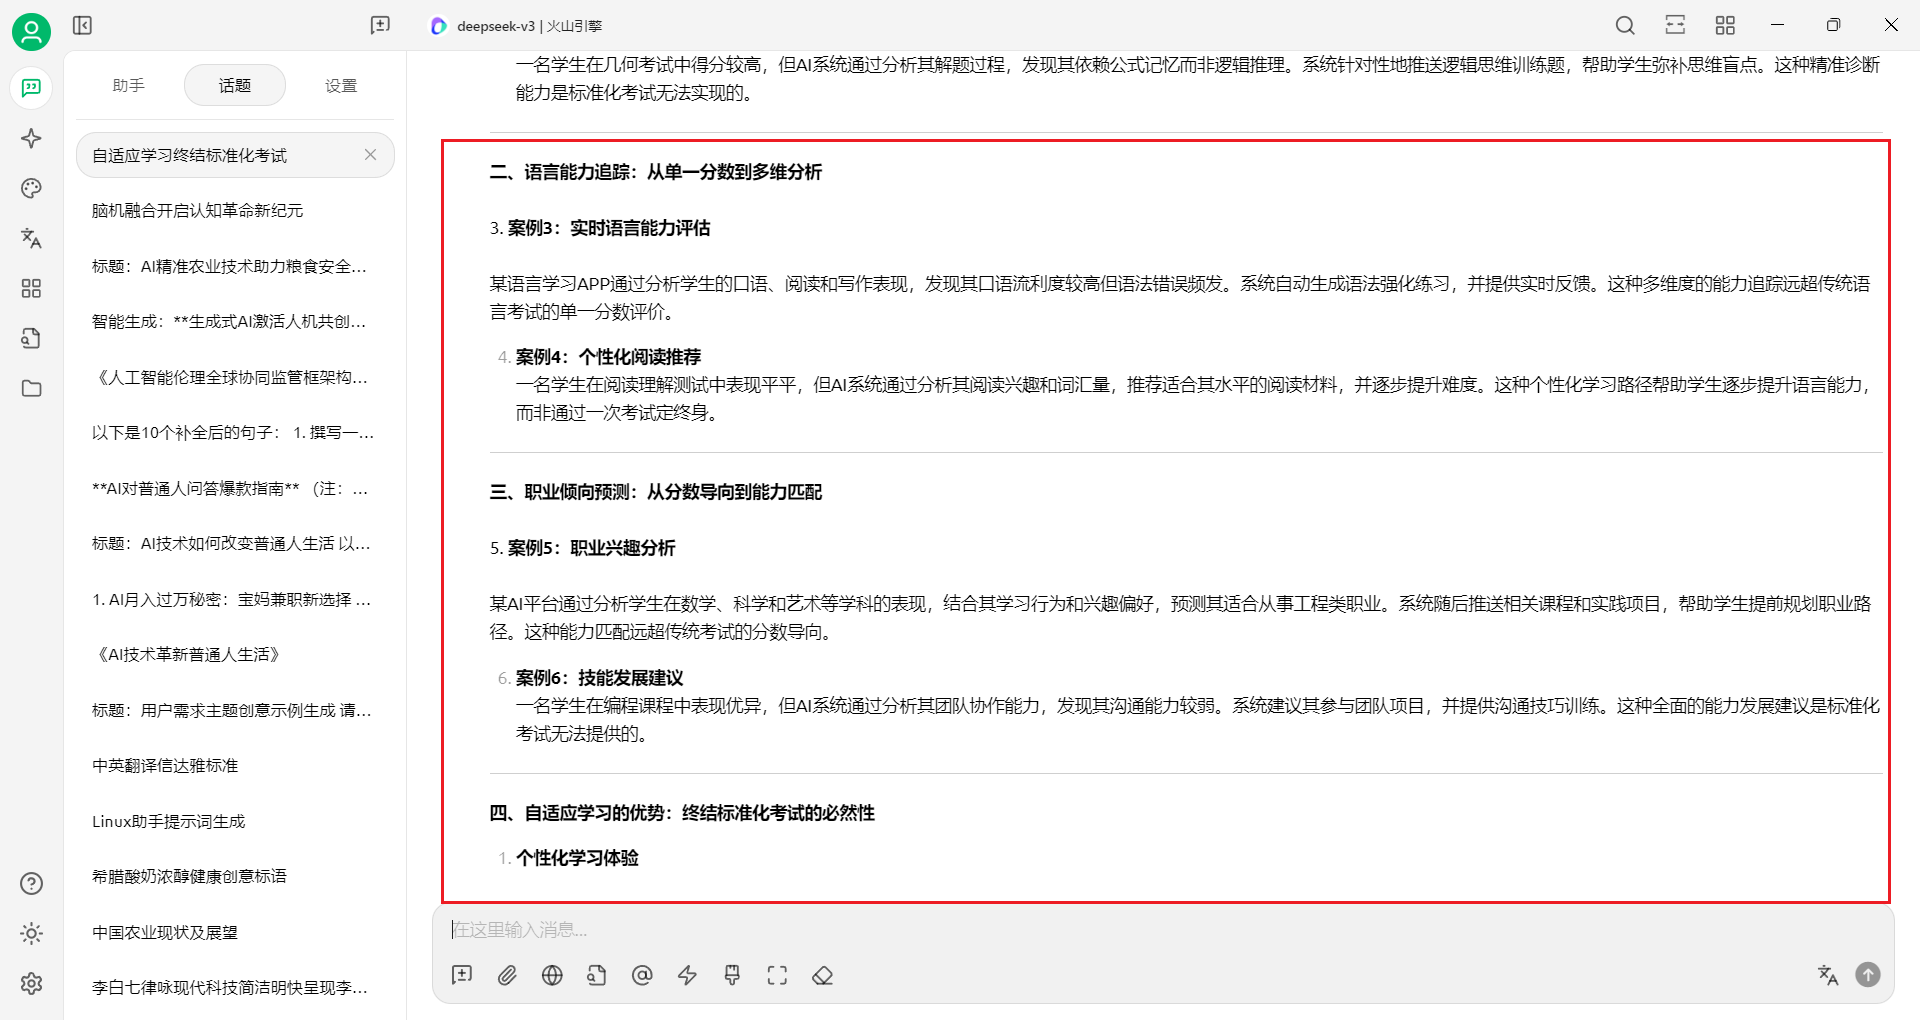 deepseek-v3 | 火山引擎
助手
话题
设置
自适应学习终结标准化考试
脑机融合开启认知革命新纪元
标题：AI精准农业技术助力粮食安全...
智能生成：**生成式AI激活人机共创...
《人工智能伦理全球协同监管框架构...
以下是10个补全后的句子： 1. 撰写一...
**AI对普通人问答爆款指南** （注：...
标题：AI技术如何改变普通人生活 以...
1. AI月入过万秘密：宝妈兼职新选择 ...
《AI技术革新普通人生活》
标题：用户需求主题创意示例生成 请...
中英翻译信达雅标准
Linux助手提示词生成
希腊酸奶浓醇健康创意标语
中国农业现状及展望
李白七律咏现代科技简洁明快呈现李...
一名学生在几何考试中得分较高，但AI系统通过分析其解题过程，发现其依赖公式记忆而非逻辑推理。系统针对性地推送逻辑思维训练题，帮助学生弥补思维盲点。这种精准诊断
能力是标准化考试无法实现的。
二、语言能力追踪：从单一分数到多维分析
3. 案例3：实时语言能力评估
某语言学习APP通过分析学生的口语、阅读和写作表现，发现其口语流利度较高但语法错误频发。系统自动生成语法强化练习，并提供实时反馈。这种多维度的能力追踪远超传统语
言考试的单一分数评价。
4. 案例4：个性化阅读推荐
一名学生在阅读理解测试中表现平平，但AI系统通过分析其阅读兴趣和词汇量，推荐适合其水平的阅读材料，并逐步提升难度。这种个性化学习路径帮助学生逐步提升语言能力，
而非通过一次考试定终身。
三、职业倾向预测：从分数导向到能力匹配
5. 案例5：职业兴趣分析
某AI平台通过分析学生在数学、科学和艺术等学科的表现，结合其学习行为和兴趣偏好，预测其适合从事工程类职业。系统随后推送相关课程和实践项目，帮助学生提前规划职业路
径。这种能力匹配远超传统考试的分数导向。
6. 案例6：技能发展建议
一名学生在编程课程中表现优异，但AI系统通过分析其团队协作能力，发现其沟通能力较弱。系统建议其参与团队项目，并提供沟通技巧训练。这种全面的能力发展建议是标准化
考试无法提供的。
四、自适应学习的优势：终结标准化考试的必然性
1. 个性化学习体验
在这里输入消息...